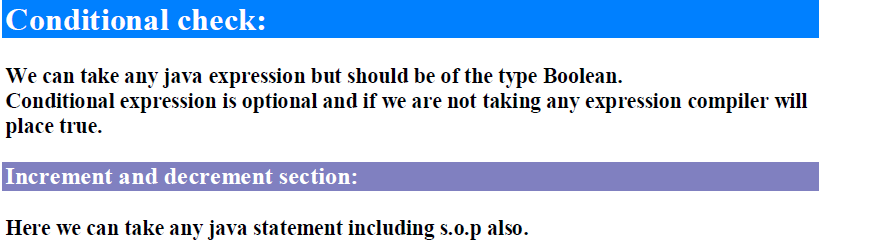 Conditional check:
We can take any java expression but should be of the type Boolean.
Conditional expression is optional and if we are not taking any expression compiler will
place true.
Increment and decrement section:
Here we can take any java statement including s.o.p also.